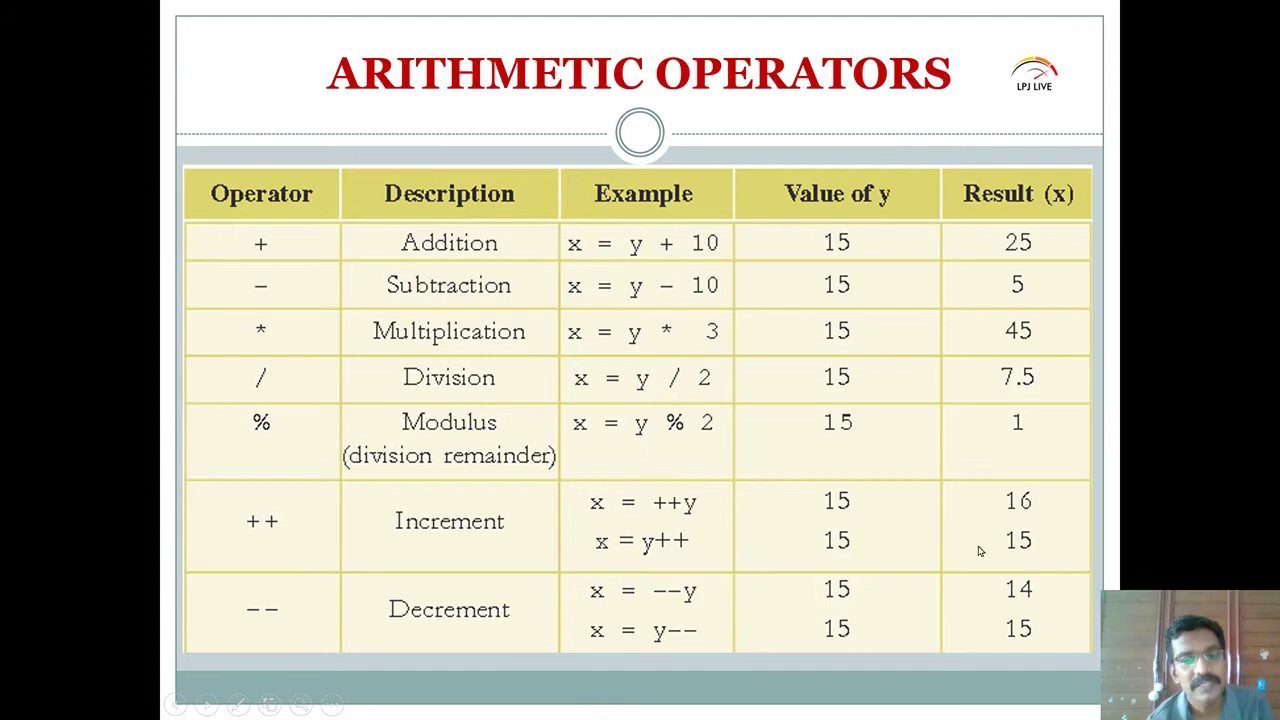 ARITHMETIC OPERATORS
LPJ LIVE
Operator Description Example Value of y Result (x)
+ Addition x = y + 10 15 25
− Subtraction x = y − 10 15 5
* Multiplication x = y * 3 15 45
/ Division x = y / 2 15 7.5
% Modulus x = y % 2 15 1
(division remainder)
++ Increment x = ++y 15 16
x = y++ 15 15
−− Decrement x = −−y 15 14
x = y−− 15 15